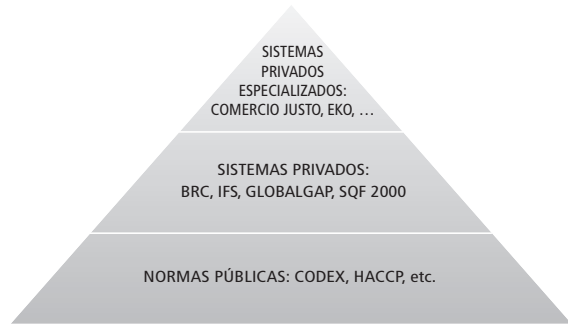 SISTEMAS
PRIVADOS
ESPECIALIZADOS:
COMERCIO JUSTO, EKO, …
SISTEMAS PRIVADOS:
BRC, IFS, GLOBALGAP, SQF 2000
NORMAS PÚBLICAS: CODEX, HACCP, etc.